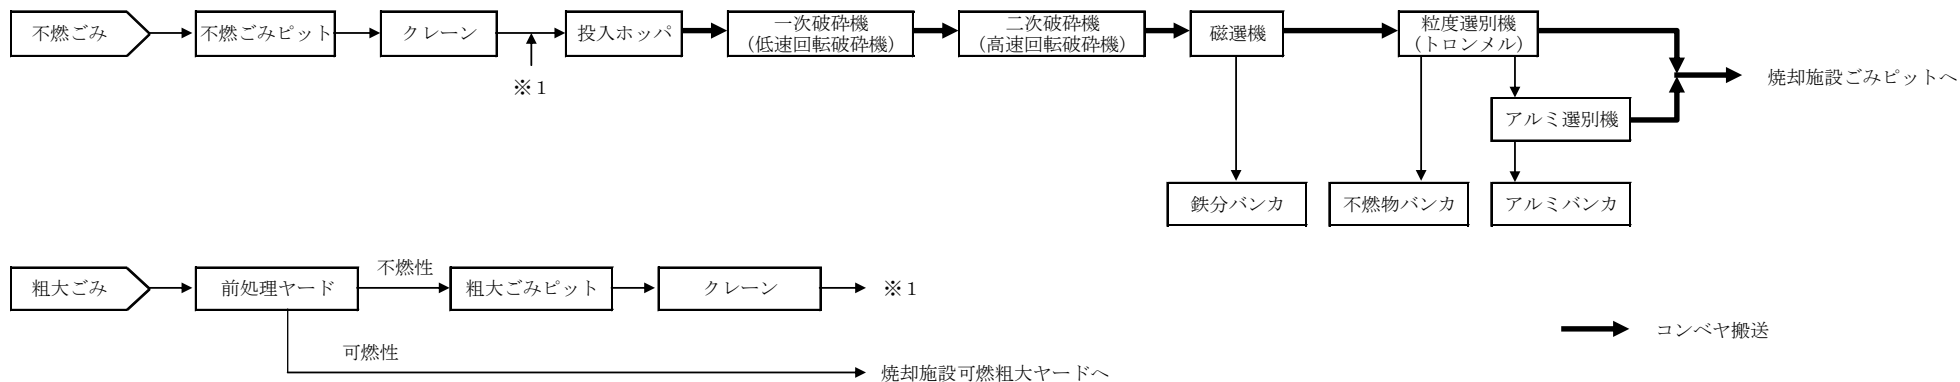 不燃ごみ
不燃ごみピット
クレーン
※1
投入ホッパ
一次破砕機
(低速回転破砕機)
二次破砕機
(高速回転破砕機)
磁選機
粒度選別機
(トロンメル)
焼却施設ごみピットへ
アルミ選別機
鉄分バンカ
不燃物バンカ
アルミバンカ
粗大ごみ
前処理ヤード
不燃性
粗大ごみピット
クレーン
※1
可燃性
焼却施設可燃粗大ヤードへ
コンベヤ搬送